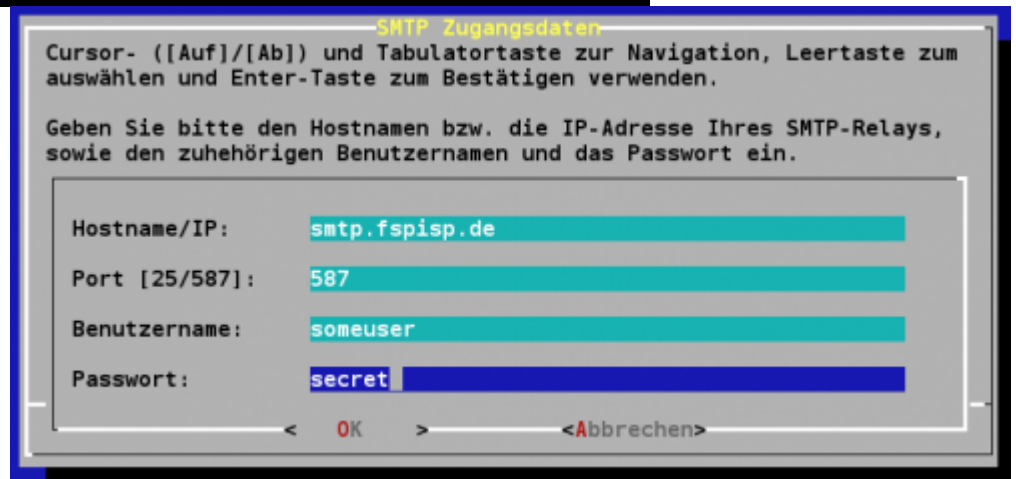 SMTP Zugangsdaten
Cursor- ([Auf]/[Ab]) und Tabulatortaste zur Navigation, Leertaste zum
auswählen und Enter-Taste zum Bestätigen verwenden.
Geben Sie bitte den Hostnamen bzw. die IP-Adresse Ihres SMTP-Relays,
sowie den zuhehörigen Benutzernamen und das Passwort ein.
Hostname/IP: smtp.fspisp.de
Port [25/587]: 587
Benutzername: someuser
Passwort: secret
< OK > <Abbrechen>